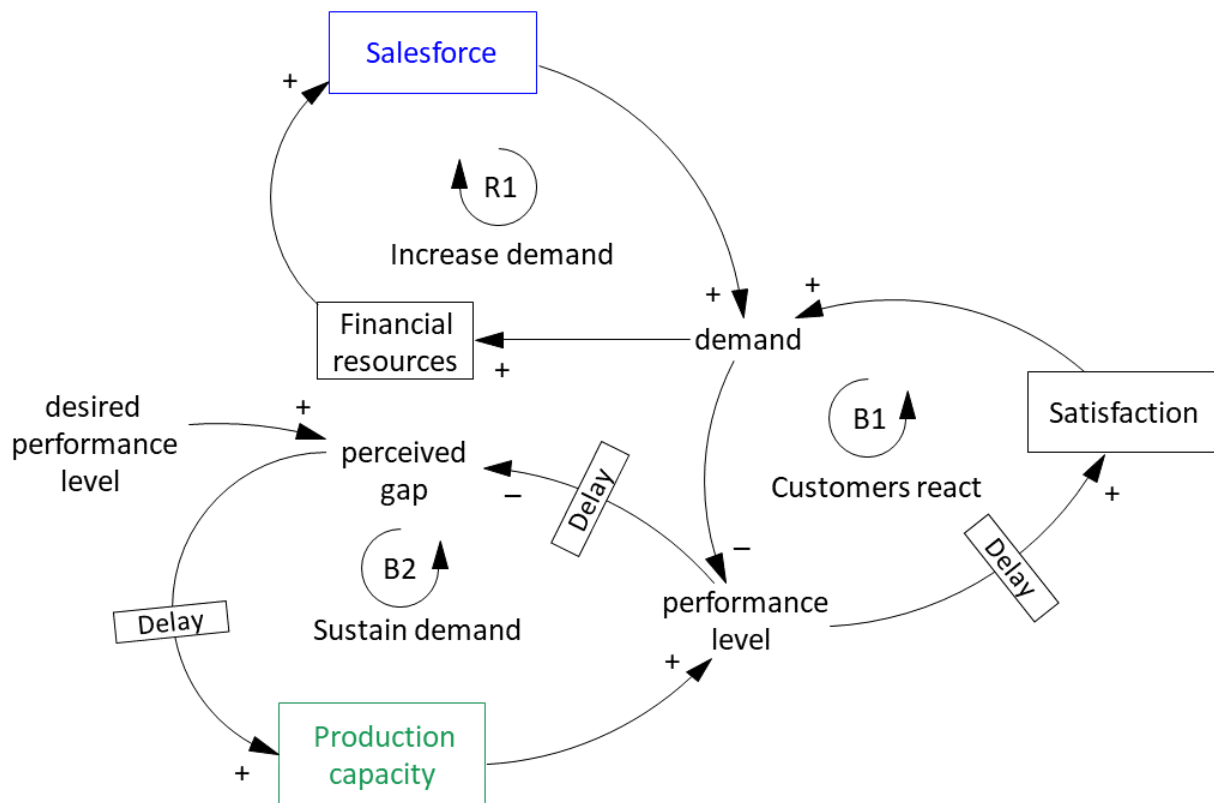 Salesforce
+
R1
Increase demand
+
+
Financial
resources
+
demand
desired
performance
level
+
perceived
gap
–
Delay
B1
Customers react
Satisfaction
+
B2
Sustain demand
Delay
–
performance
level
Delay
+
+
Production
capacity